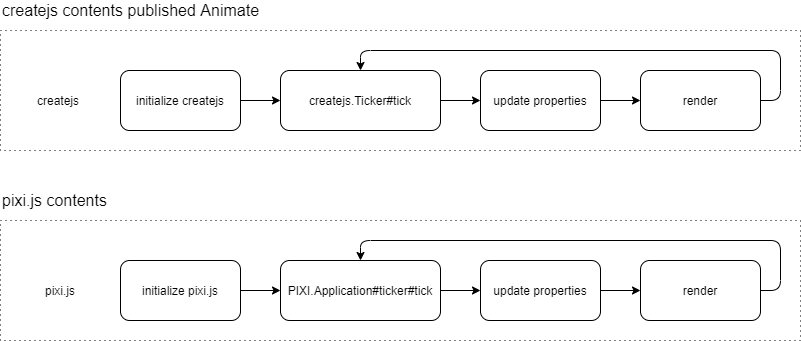 createjs contents published Animate
createjs
initialize createjs
createjs.Ticker#tick
update properties
render
pixi.js contents
pixi.js
initialize pixi.js
PIXI.Application#ticker#tick
update properties
render